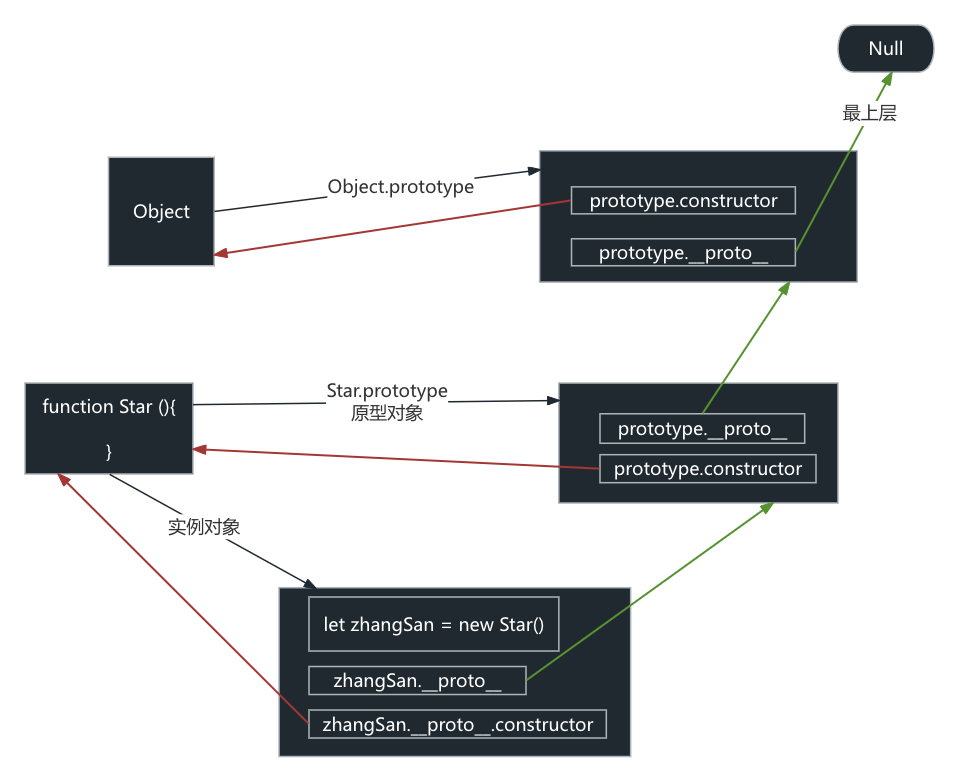 Null
最上层
Object
Object.prototype
prototype.constructor
prototype.__proto__
function Star (){
}
Star.prototype
原型对象
prototype.__proto__
prototype.constructor
实例对象
let zhangSan = new Star()
zhangSan.__proto__
zhangSan.__proto__.constructor